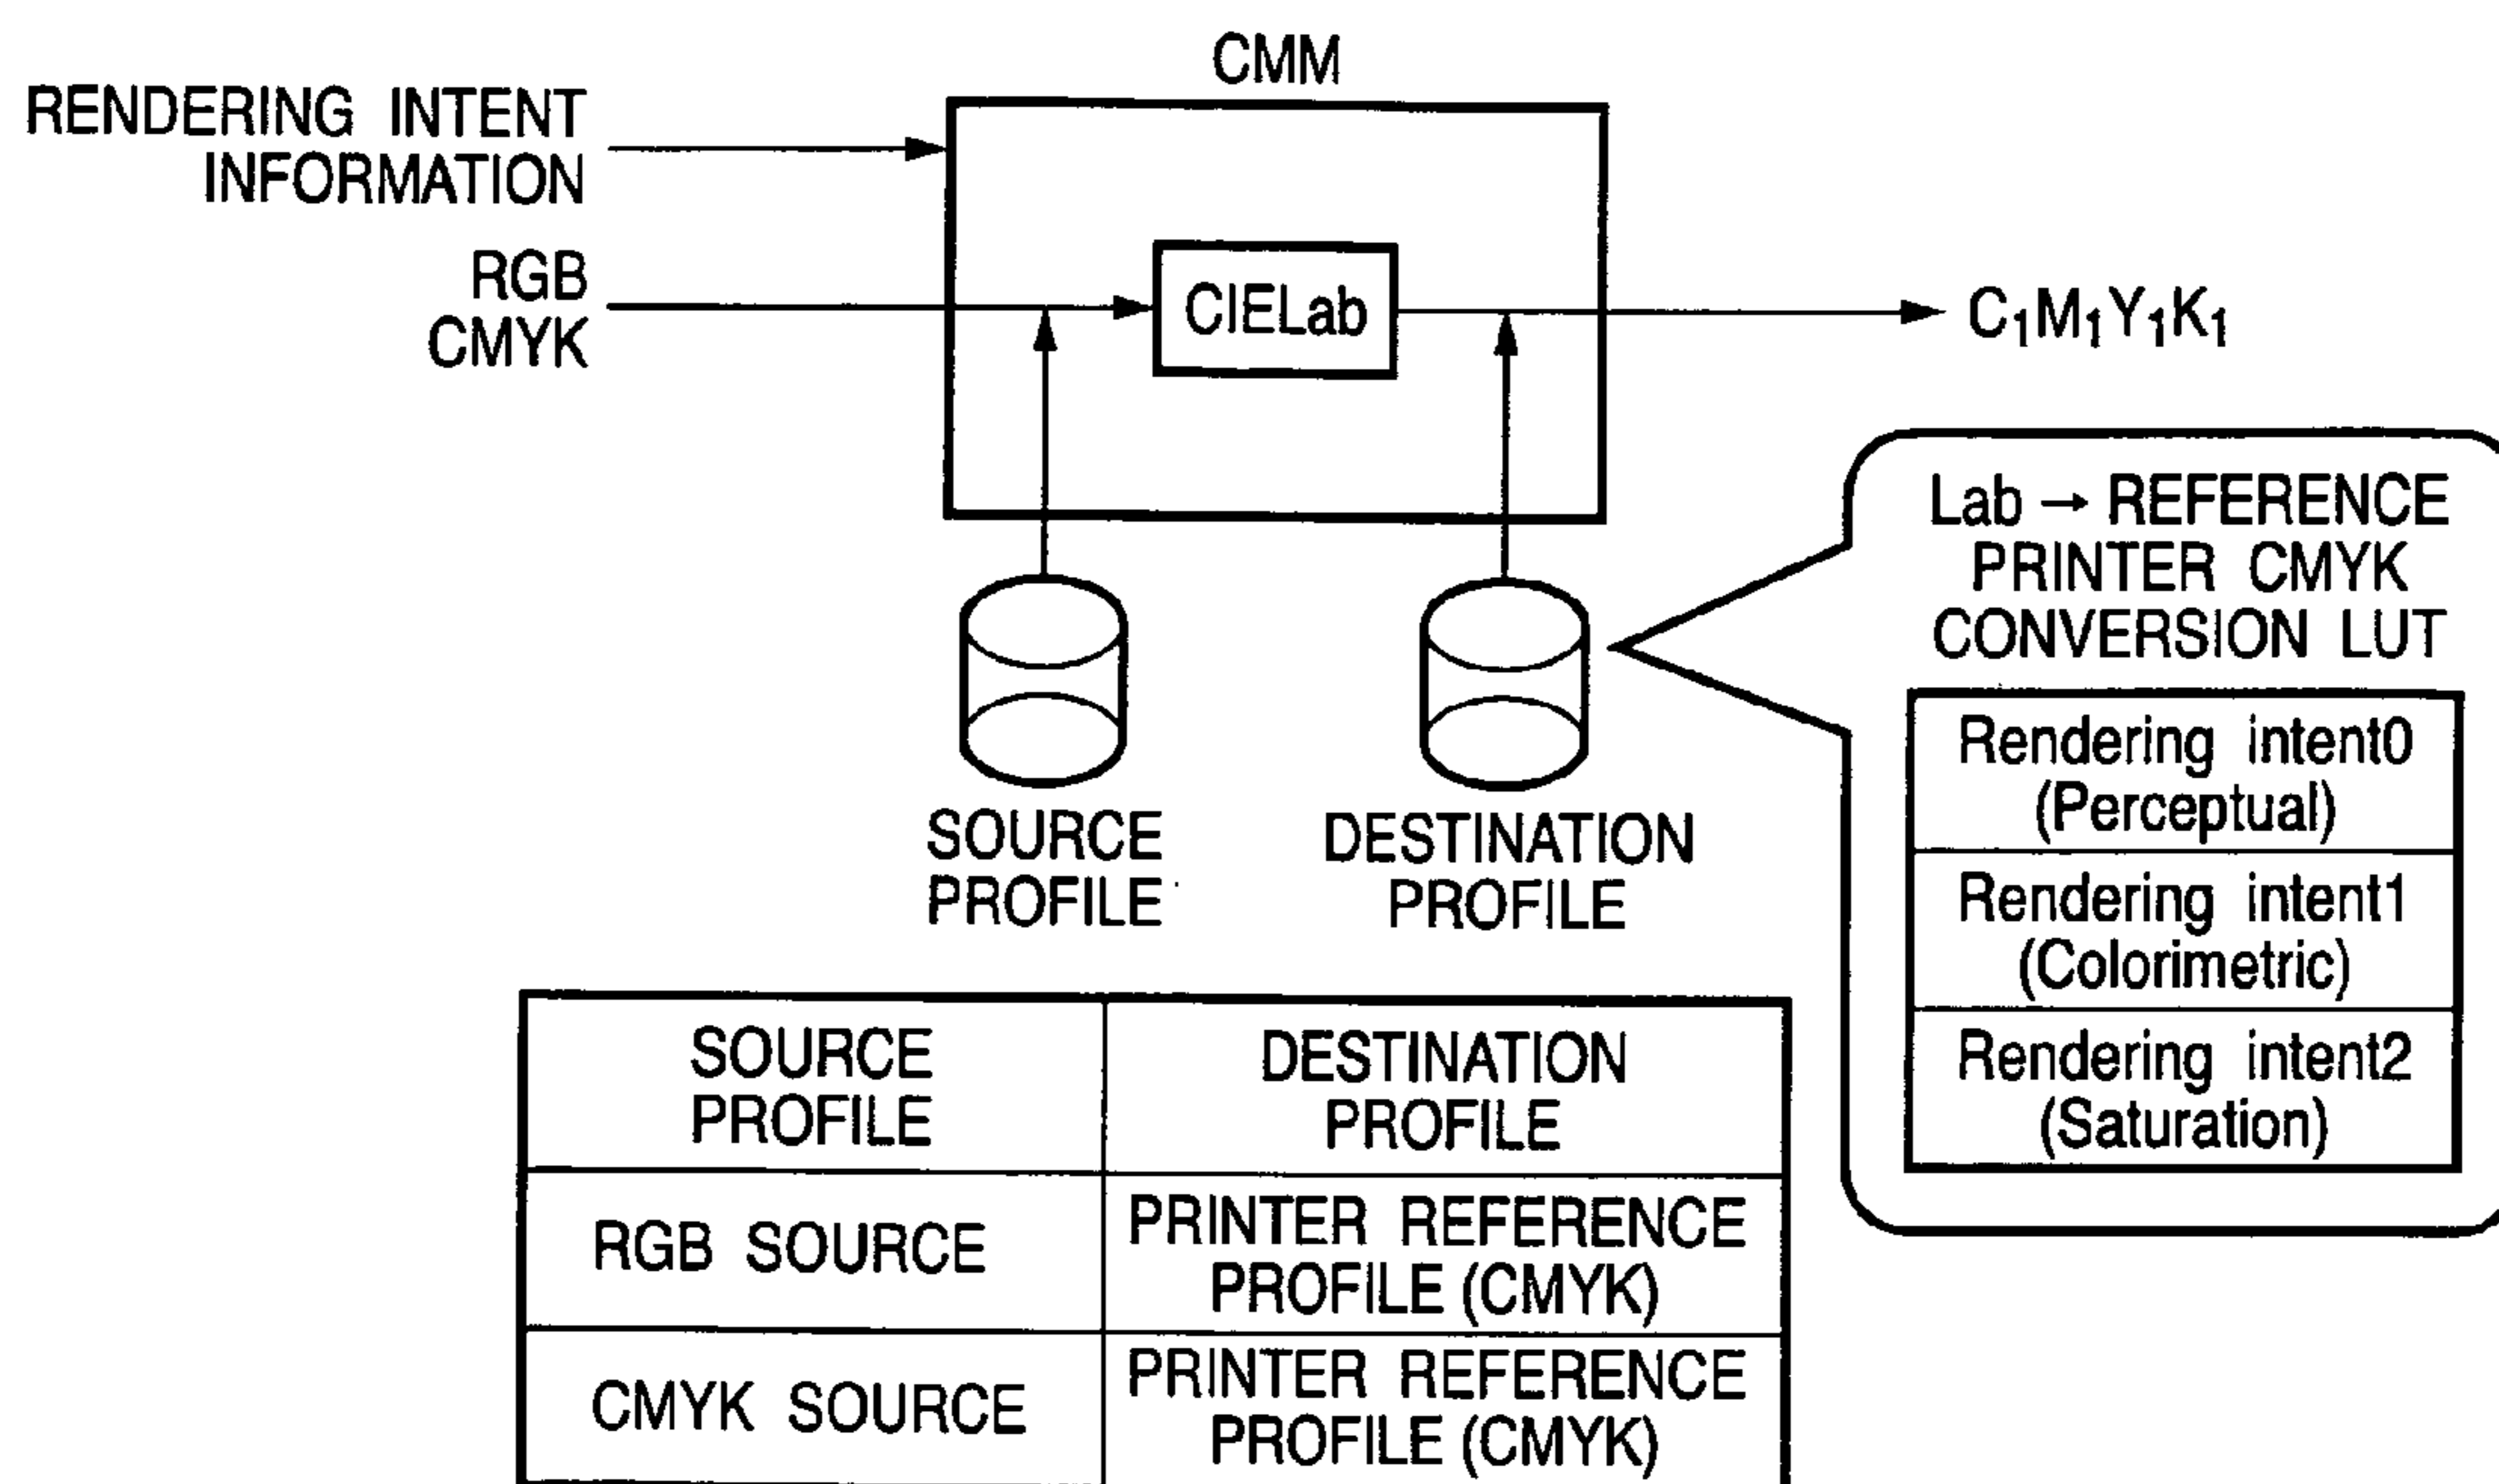 CMM
RENDERING INTENT
INFORMATION
RGB
CMYK
CIELab
C₁M₁Y₁K₁
Lab → REFERENCE
PRINTER CMYK
CONVERSION LUT
Rendering intent0
(Perceptual)
Rendering intent1
(Colorimetric)
Rendering intent2
(Saturation)
SOURCE
PROFILE
DESTINATION
PROFILE
SOURCE
PROFILE
DESTINATION
PROFILE
RGB SOURCE
PRINTER REFERENCE
PROFILE (CMYK)
CMYK SOURCE
PRINTER REFERENCE
PROFILE (CMYK)